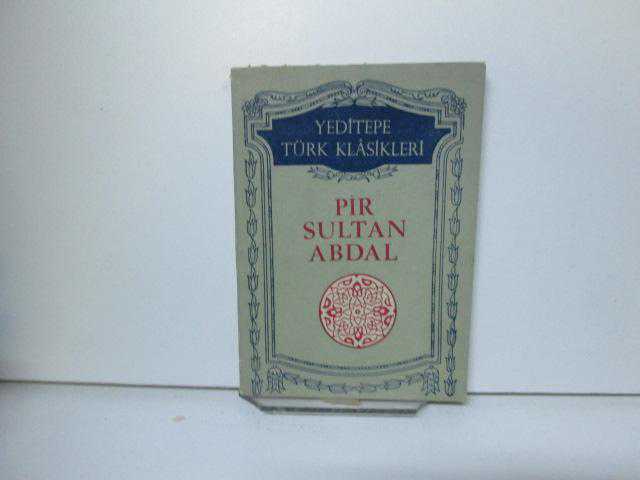 YEDİTEPE
TÜRK KLÂSİKLERİ
PİR
SULTAN
ABDAL